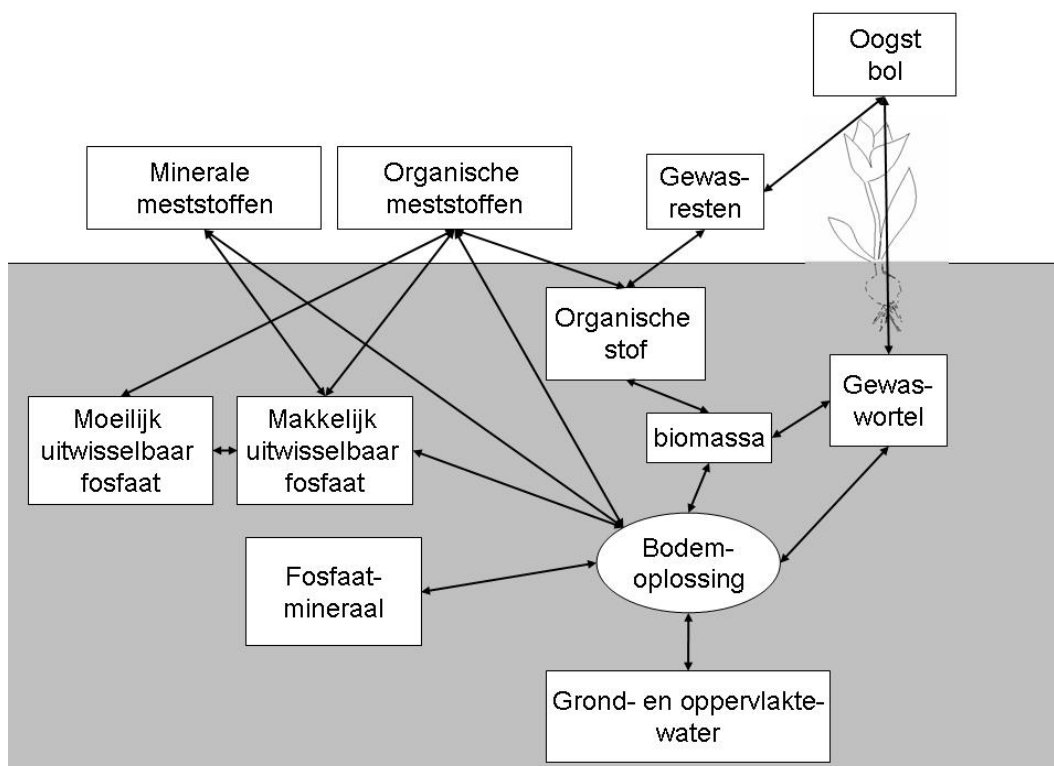 Oogst
bol
Minerale
meststoffen
Organische
meststoffen
Gewas-
resten
Organische
stof
Gewas-
wortel
Moeilijk
uitwisselbaar
fosfaat
Makkelijk
uitwisselbaar
fosfaat
biomassa
Bodem-
oplossing
Fosfaat-
mineraal
Grond- en oppervlakte-
water